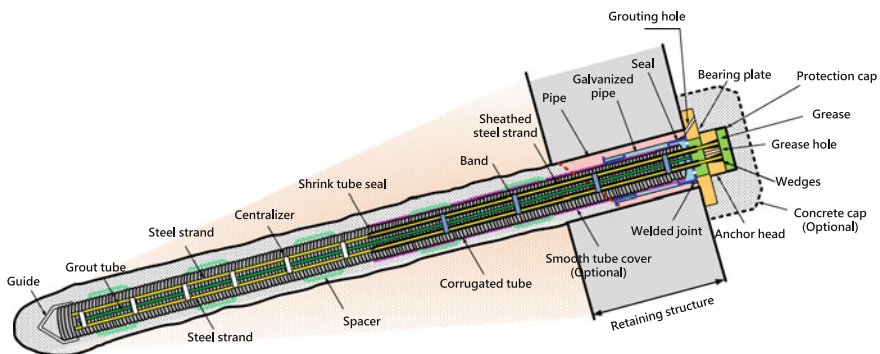 Grouting hole
Seal
Bearing plate
Galvanized
pipe
Protection cap
Pipe
Grease
Sheathed
steel strand
Grease hole
Band
Shrink tube seal
Wedges
Centralizer
Concrete cap
(Optional)
Steel strand
Welded joint
Anchor head
Grout tube
Smooth tube cover
(Optional)
Guide
Corrugated tube
Spacer
Retaining structure
Steel strand